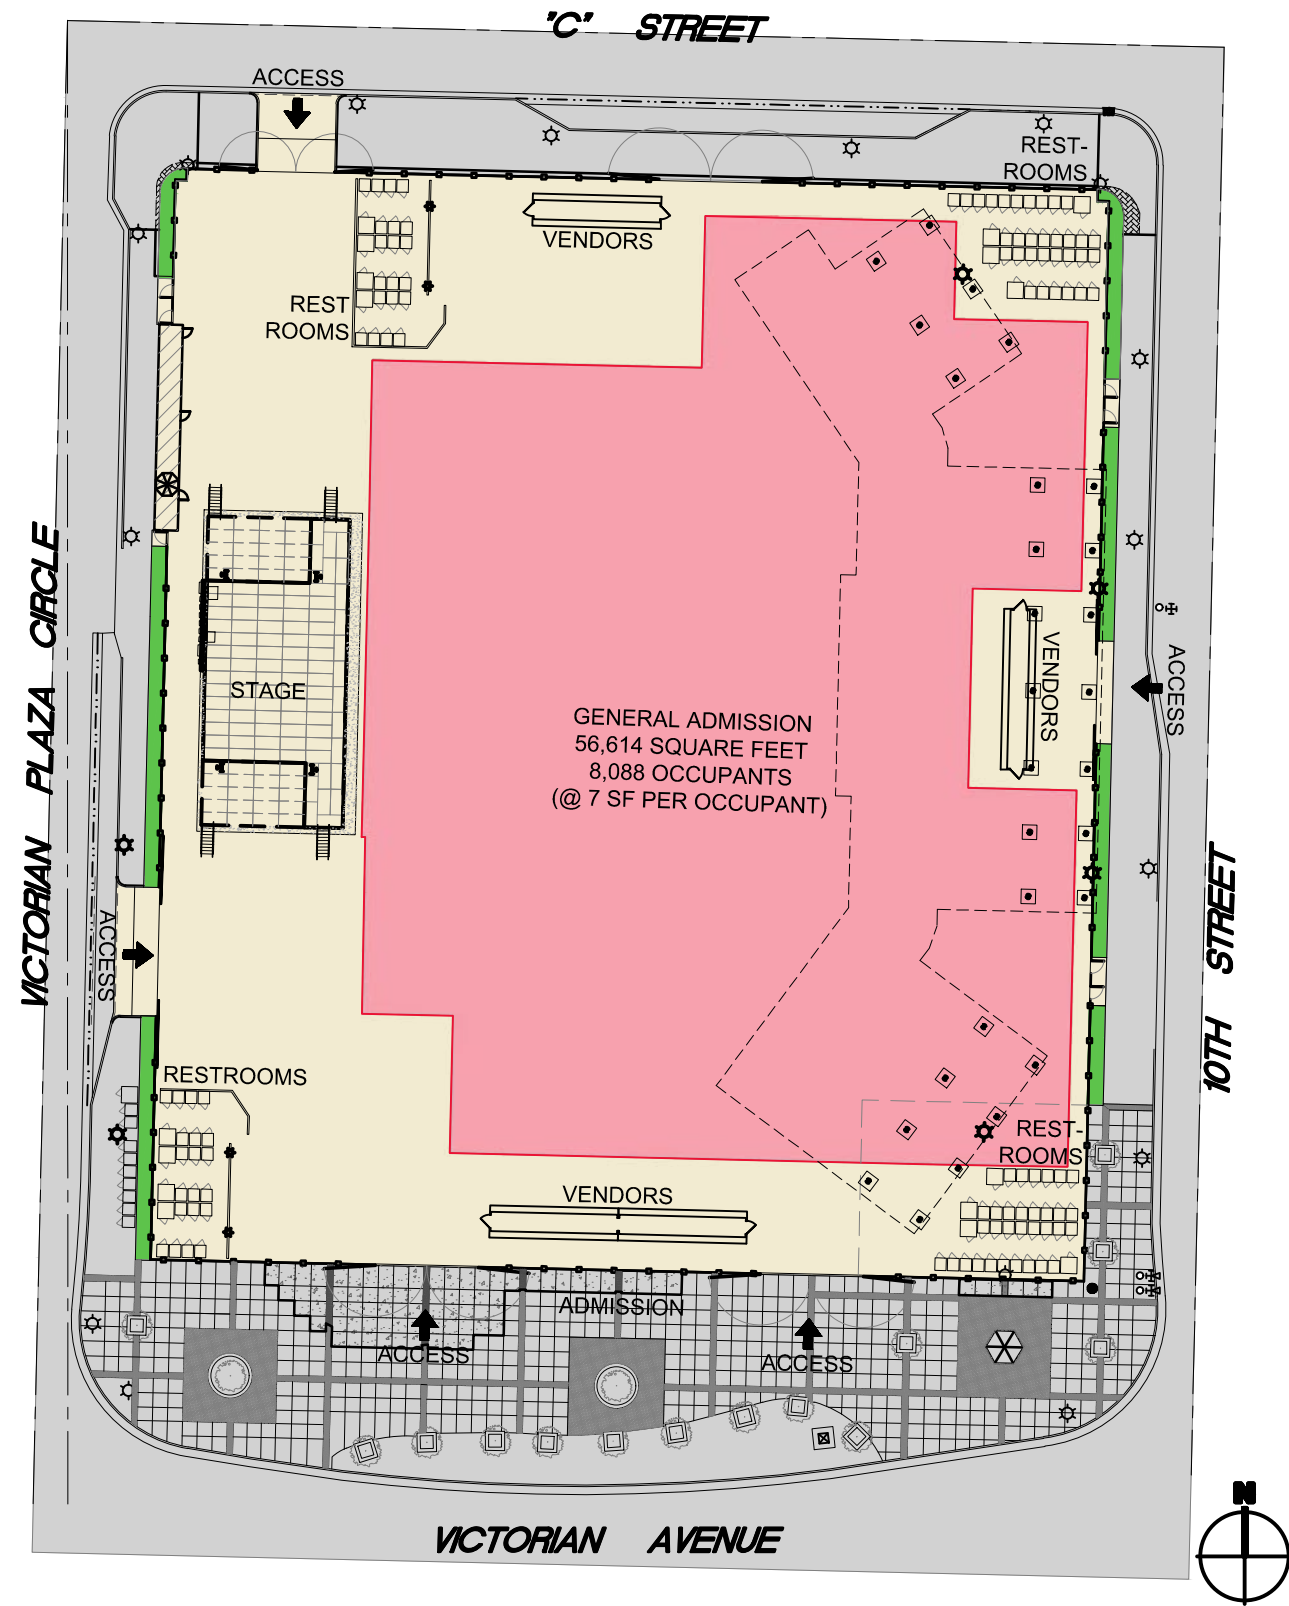 "C" STREET
ACCESS
REST-
ROOMS
VENDORS
REST
ROOMS
VICTORIAN PLAZA CIRCLE
STAGE
GENERAL ADMISSION
56,614 SQUARE FEET
8,088 OCCUPANTS
(@ 7 SF PER OCCUPANT)
VENDORS
ACCESS
10TH STREET
ACCESS
RESTROOMS
REST-
ROOMS
VENDORS
ADMISSION
ACCESS
ACCESS
VICTORIAN AVENUE
N